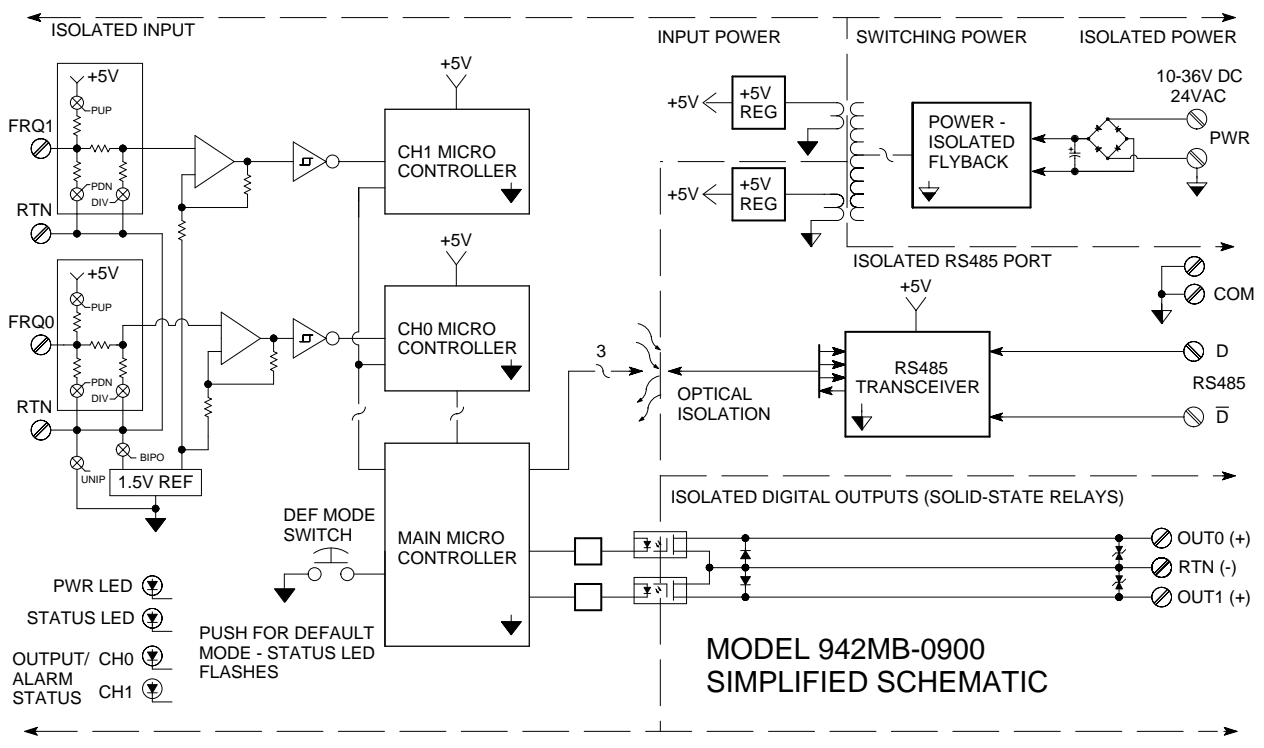 ISOLATED INPUT
INPUT POWER
SWITCHING POWER
ISOLATED POWER
+5V
PUP
FRQ1
PDN
DIV
RTN
+5V
CH1 MICRO
CONTROLLER
+5V
+5V
REG
+5V
+5V
REG
POWER -
ISOLATED
FLYBACK
+
10-36V DC
24VAC
PWR
+5V
PUP
FRQ0
PDN
DIV
RTN
UNIP
BIPO
1.5V REF
+5V
CH0 MICRO
CONTROLLER
3
OPTICAL
ISOLATION
ISOLATED RS485 PORT
+5V
RS485
TRANSCEIVER
COM
D
RS485
D̅
DEF MODE
SWITCH
MAIN MICRO
CONTROLLER
PUSH FOR DEFAULT
MODE - STATUS LED
FLASHES
ISOLATED DIGITAL OUTPUTS (SOLID-STATE RELAYS)
OUT0 (+)
RTN (-)
OUT1 (+)
PWR LED
STATUS LED
OUTPUT/
ALARM
STATUS
CH0
CH1
MODEL 942MB-0900
SIMPLIFIED SCHEMATIC